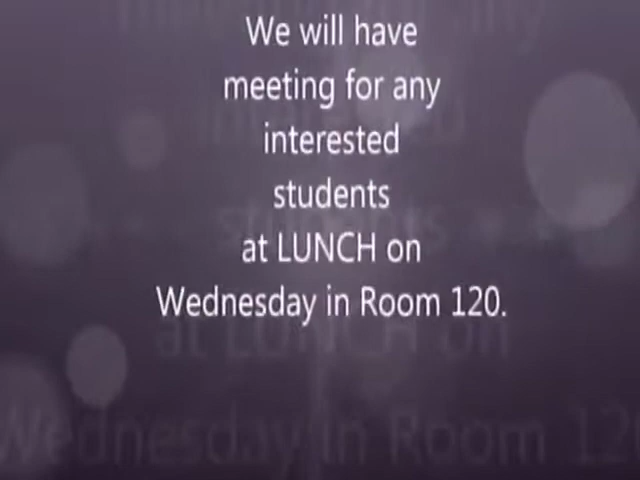 We will have
meeting for any
interested
students
at LUNCH on
Wednesday in Room 120.